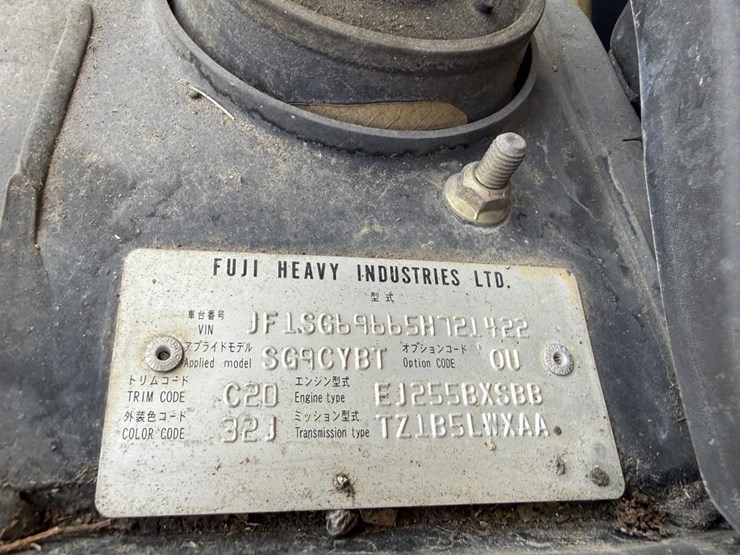 FUJI HEAVY INDUSTRIES LTD.
型式
車台番号
VIN JF1SG69665H721422
アプライドモデル オプションコード
Applied model SG9CYBT Option CODE OU
トリムコード エンジン型式
TRIM CODE C20 Engine type EJ255BXSBB
外装色コード ミッション型式
COLOR CODE 32J Transmission type TZ1B5LWXAA